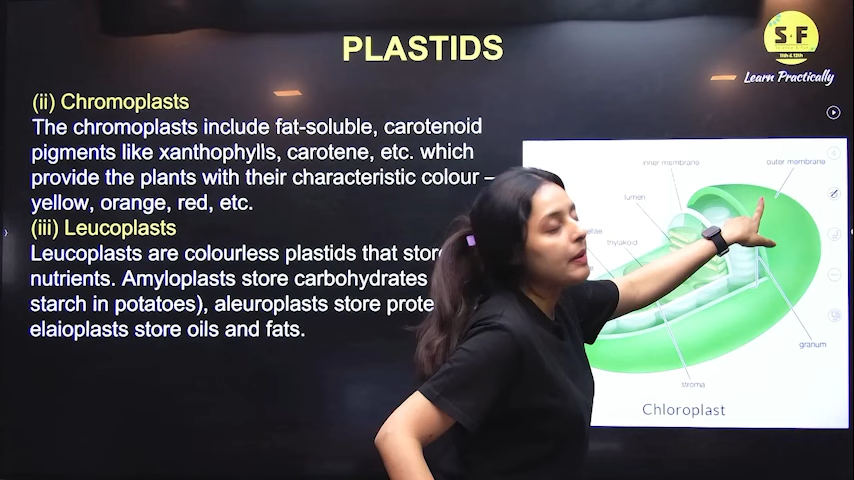 PLASTIDS
S·F
11th & 12th
Learn Practically
(ii) Chromoplasts
The chromoplasts include fat-soluble, carotenoid
pigments like xanthophylls, carotene, etc. which
provide the plants with their characteristic colour –
yellow, orange, red, etc.
(iii) Leucoplasts
Leucoplasts are colourless plastids that store
nutrients. Amyloplasts store carbohydrates
starch in potatoes), aleuroplasts store prote
elaioplasts store oils and fats.
inner membrane
outer membrane
lumen
thylakoid
granum
stroma
Chloroplast